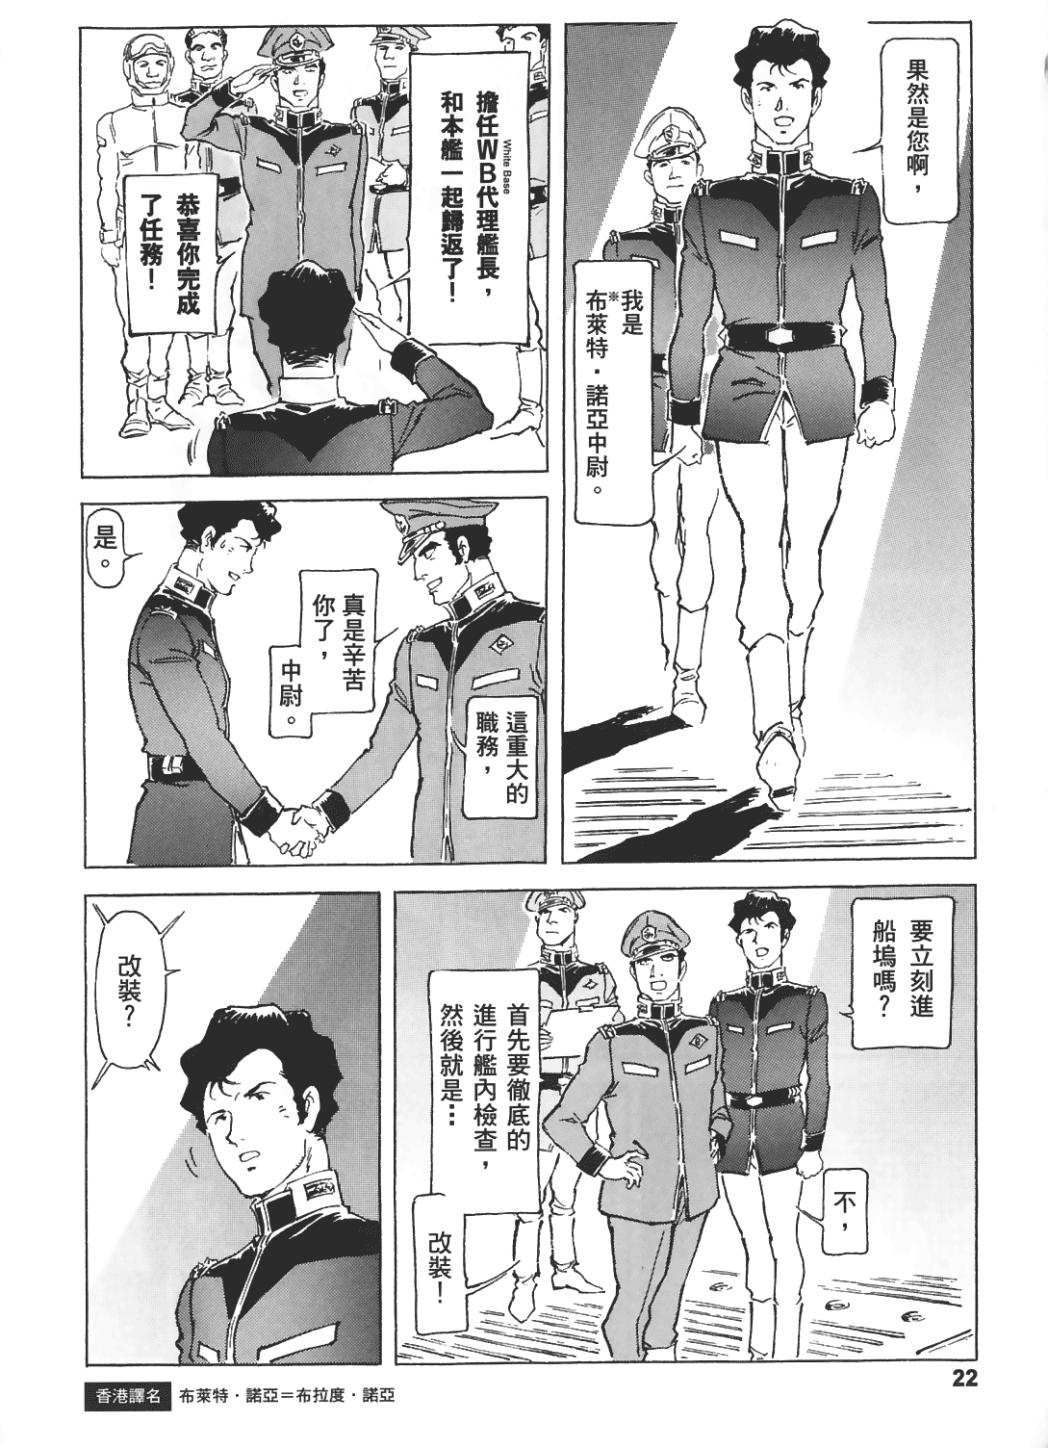 果然是您啊，
我是
※布萊特・諾亞中尉。
擔任WB代理艦長，
White Base
和本艦一起歸返了！
恭喜你完成
了任務！
這重大的
職務，
真是辛苦
你了，
中尉。
是。
要立刻進
船塢嗎？
不，
首先要徹底的
進行艦內檢查，
然後就是…
改裝！
改裝？
香港譯名 布萊特・諾亞＝布拉度・諾亞
22